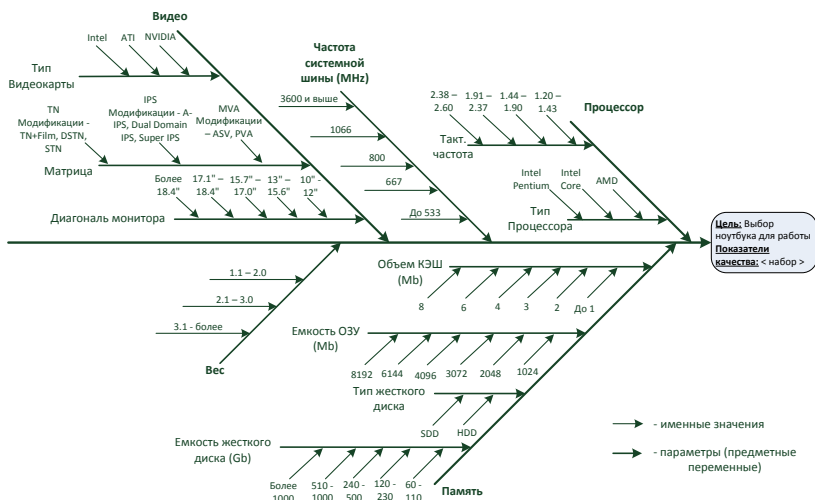 Видео
Intel
ATI
NVIDIA
Тип
Видеокарты
TN
Модификации -
TN+Film, DSTN,
STN
IPS
Модификации - A-
IPS, Dual Domain
IPS, Super IPS
MVA
Модификации
– ASV, PVA
Матрица
Более
18.4"
17.1" –
18.4"
15.7" –
17.0"
13" –
15.6"
10" -
12"
Диагональ монитора
Частота
системной
шины (MHz)
3600 и выше
1066
800
667
До 533
Процессор
2.38 –
2.60
1.91 –
2.37
1.44 –
1.90
1.20 –
1.43
Такт.
частота
Intel
Pentium
Intel
Core
AMD
Тип
Процессора
Цель: Выбор
ноутбука для работы
Показатели
качества: < набор >
1.1 – 2.0
2.1 – 3.0
3.1 - более
Вес
Объем КЭШ
(Mb)
8
6
4
3
2
До 1
Емкость ОЗУ
(Mb)
8192
6144
4096
3072
2048
1024
Тип жесткого
диска
SDD
HDD
Емкость жесткого
диска (Gb)
Более
1000
510 -
1000
240 -
500
120 -
230
60 -
110
Память
- именные значения
- параметры (предметные
переменные)